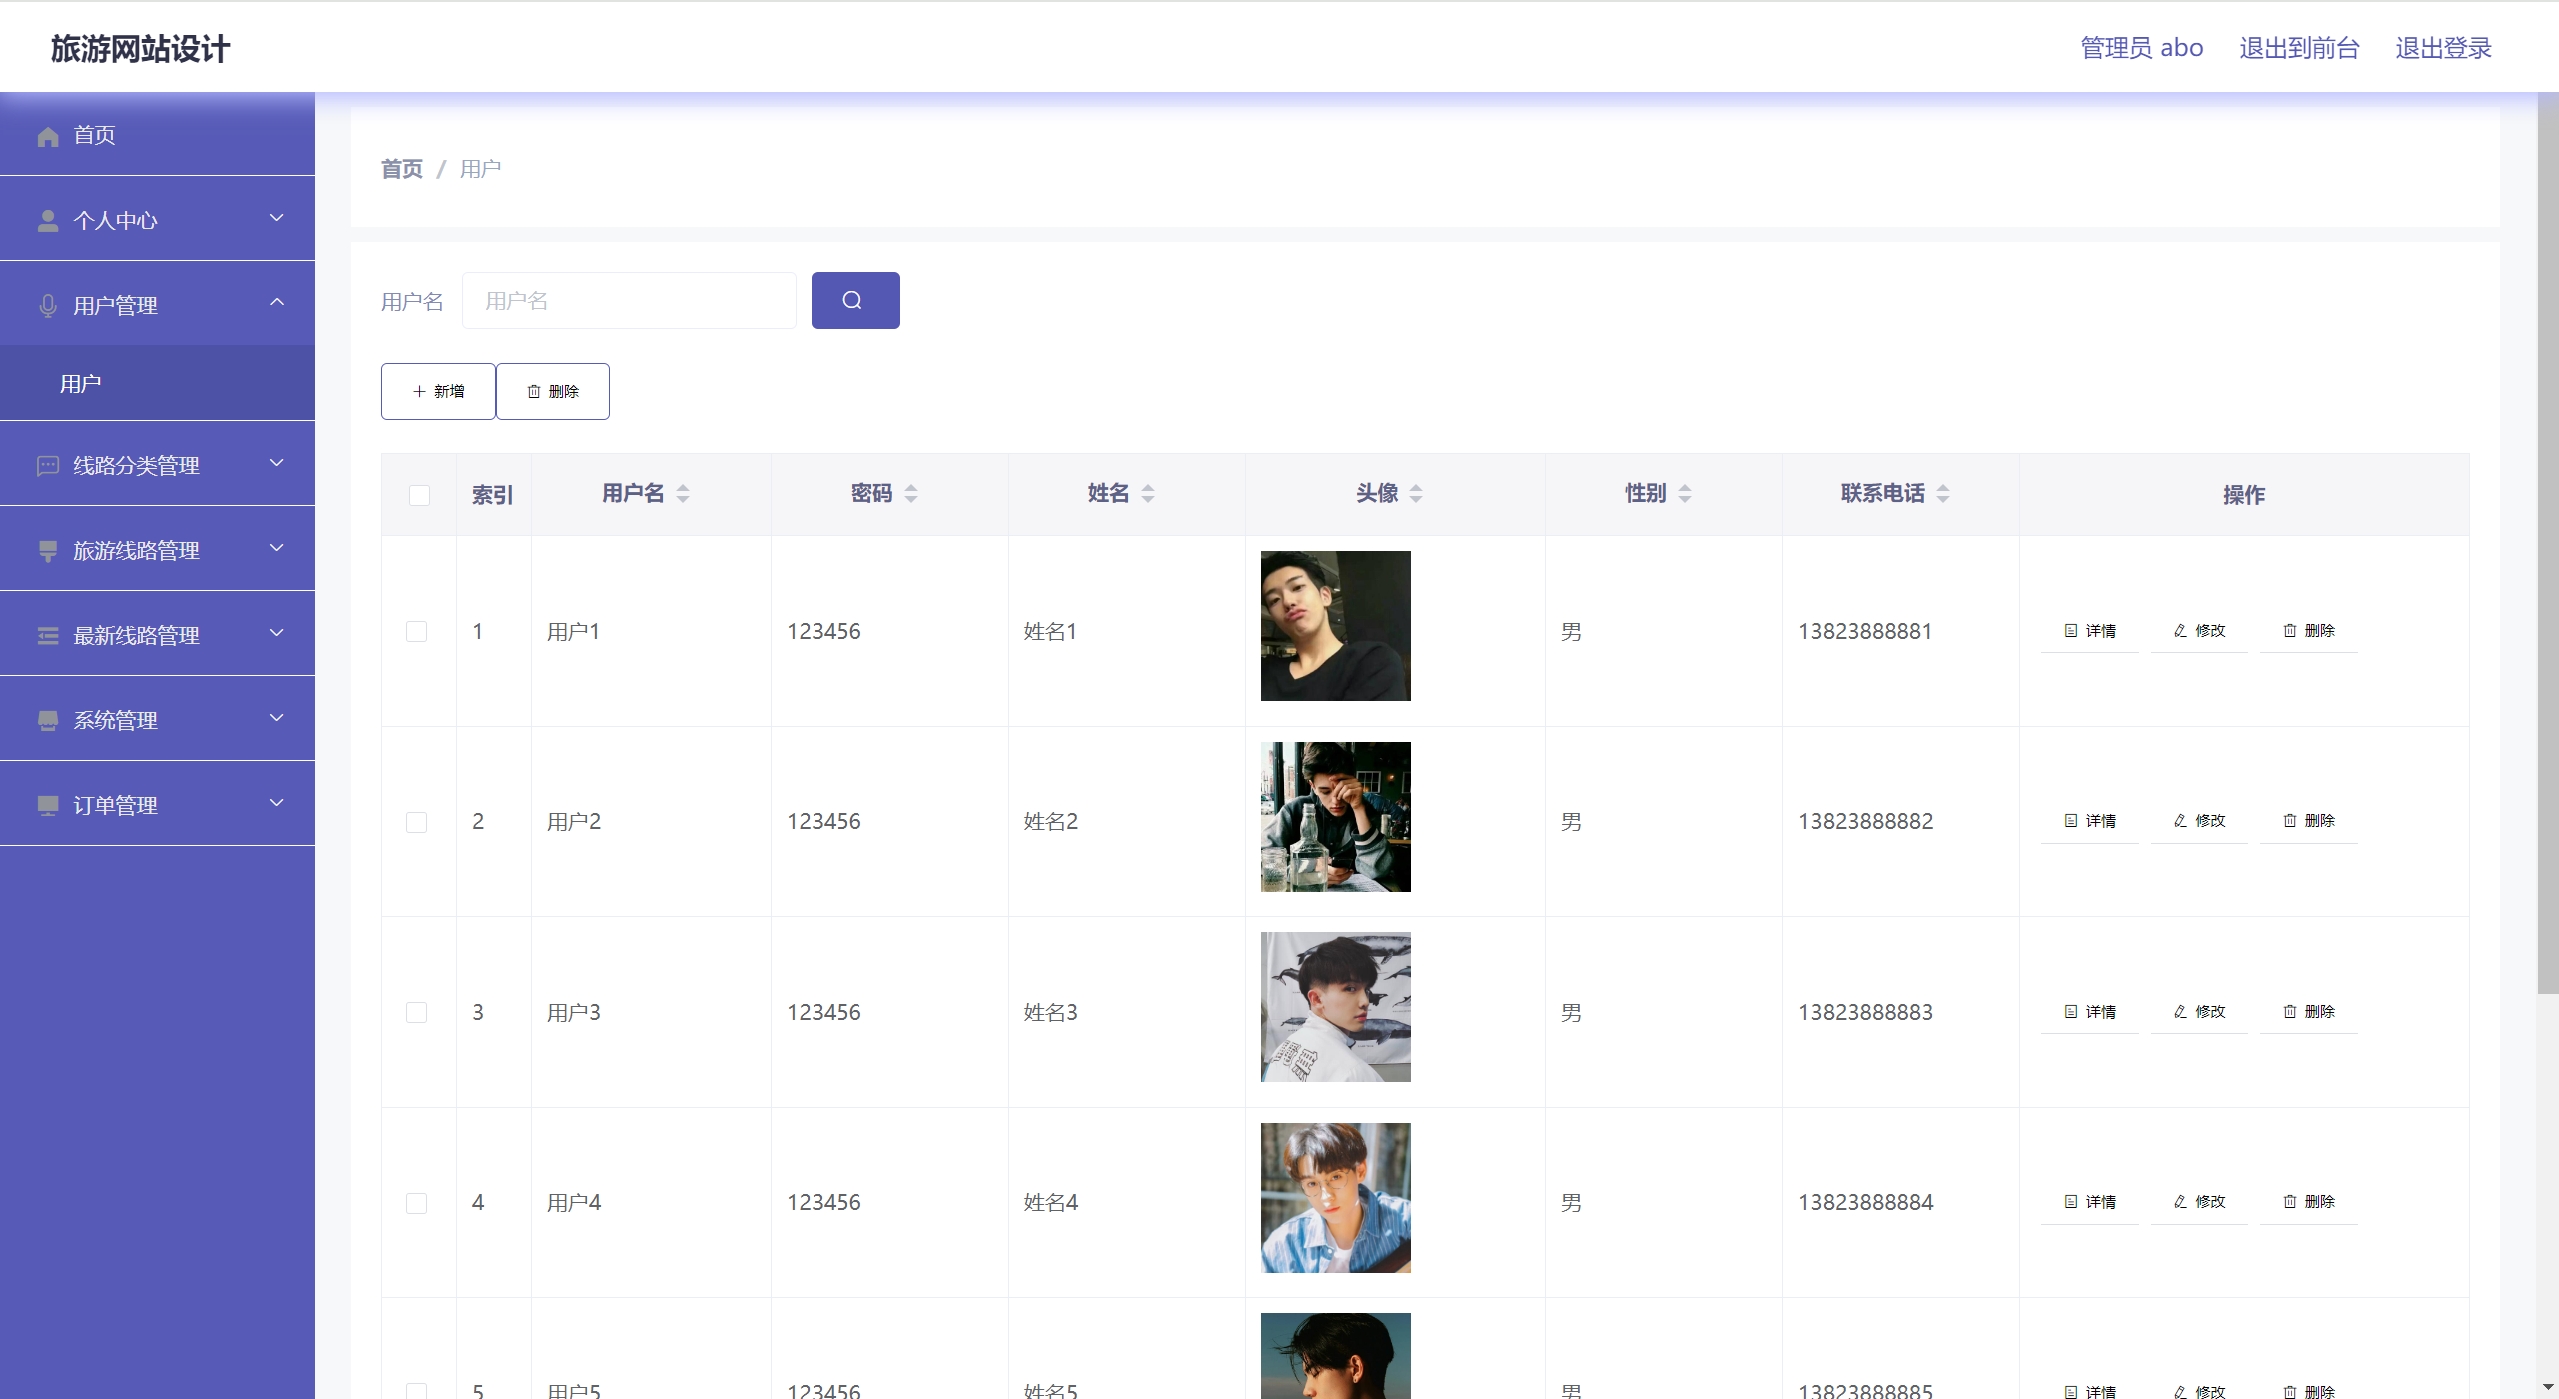 旅游网站设计
管理员 abo 退出到前台 退出登录
首页
个人中心
用户管理
用户
线路分类管理
旅游线路管理
最新线路管理
系统管理
订单管理
首页 / 用户
用户名 用户名
新增 删除
索引 用户名 密码 姓名 头像 性别 联系电话 操作
1 用户1 123456 姓名1 男 13823888881 详情 修改 删除
2 用户2 123456 姓名2 男 13823888882 详情 修改 删除
3 用户3 123456 姓名3 男 13823888883 详情 修改 删除
4 用户4 123456 姓名4 男 13823888884 详情 修改 删除
5 用户5 123456 姓名5 男 13823888885 详情 修改 删除